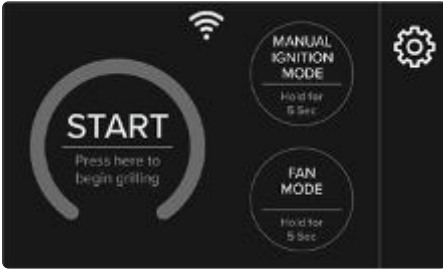 START
Press here to
begin grilling
MANUAL
IGNITION
MODE
Hold for
5 Sec
FAN
MODE
Hold for
5 Sec